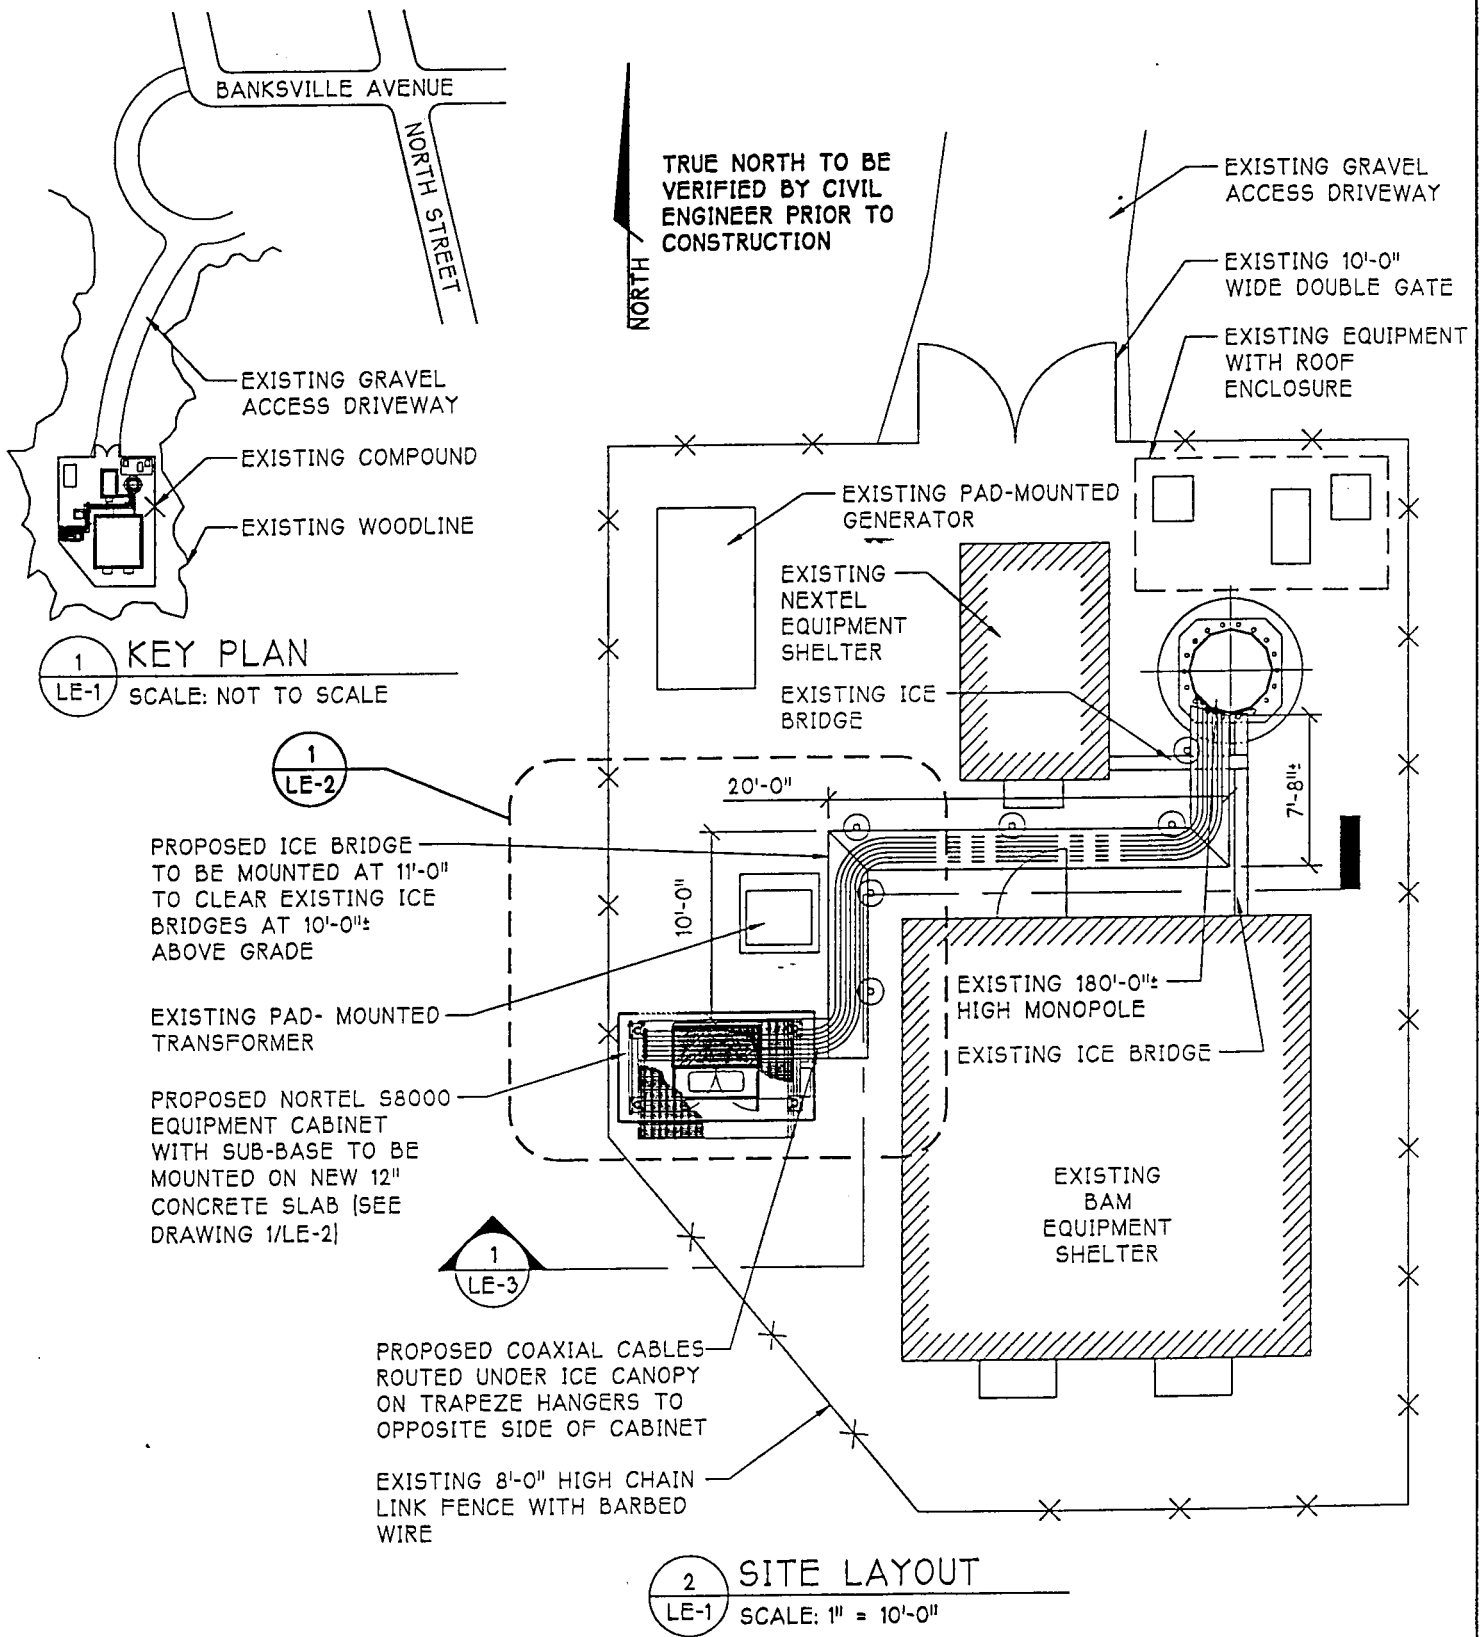 BANKSVILLE AVENUE
NORTH STREET
EXISTING GRAVEL
ACCESS DRIVEWAY
EXISTING COMPOUND
EXISTING WOODLINE
1
LE-1
KEY PLAN
SCALE: NOT TO SCALE
NORTH
TRUE NORTH TO BE
VERIFIED BY CIVIL
ENGINEER PRIOR TO
CONSTRUCTION
EXISTING GRAVEL
ACCESS DRIVEWAY
EXISTING 10'-0"
WIDE DOUBLE GATE
EXISTING EQUIPMENT
WITH ROOF
ENCLOSURE
EXISTING PAD-MOUNTED
GENERATOR
EXISTING
NEXTEL
EQUIPMENT
SHELTER
EXISTING ICE
BRIDGE
1
LE-2
20'-0"
7'-8"±
10'-0"
PROPOSED ICE BRIDGE
TO BE MOUNTED AT 11'-0"
TO CLEAR EXISTING ICE
BRIDGES AT 10'-0"±
ABOVE GRADE
EXISTING PAD- MOUNTED
TRANSFORMER
PROPOSED NORTEL S8000
EQUIPMENT CABINET
WITH SUB-BASE TO BE
MOUNTED ON NEW 12"
CONCRETE SLAB (SEE
DRAWING 1/LE-2)
EXISTING 180'-0"±
HIGH MONOPOLE
EXISTING ICE BRIDGE
EXISTING
BAM
EQUIPMENT
SHELTER
1
LE-3
PROPOSED COAXIAL CABLES
ROUTED UNDER ICE CANOPY
ON TRAPEZE HANGERS TO
OPPOSITE SIDE OF CABINET
EXISTING 8'-0" HIGH CHAIN
LINK FENCE WITH BARBED
WIRE
2
LE-1
SITE LAYOUT
SCALE: 1" = 10'-0"